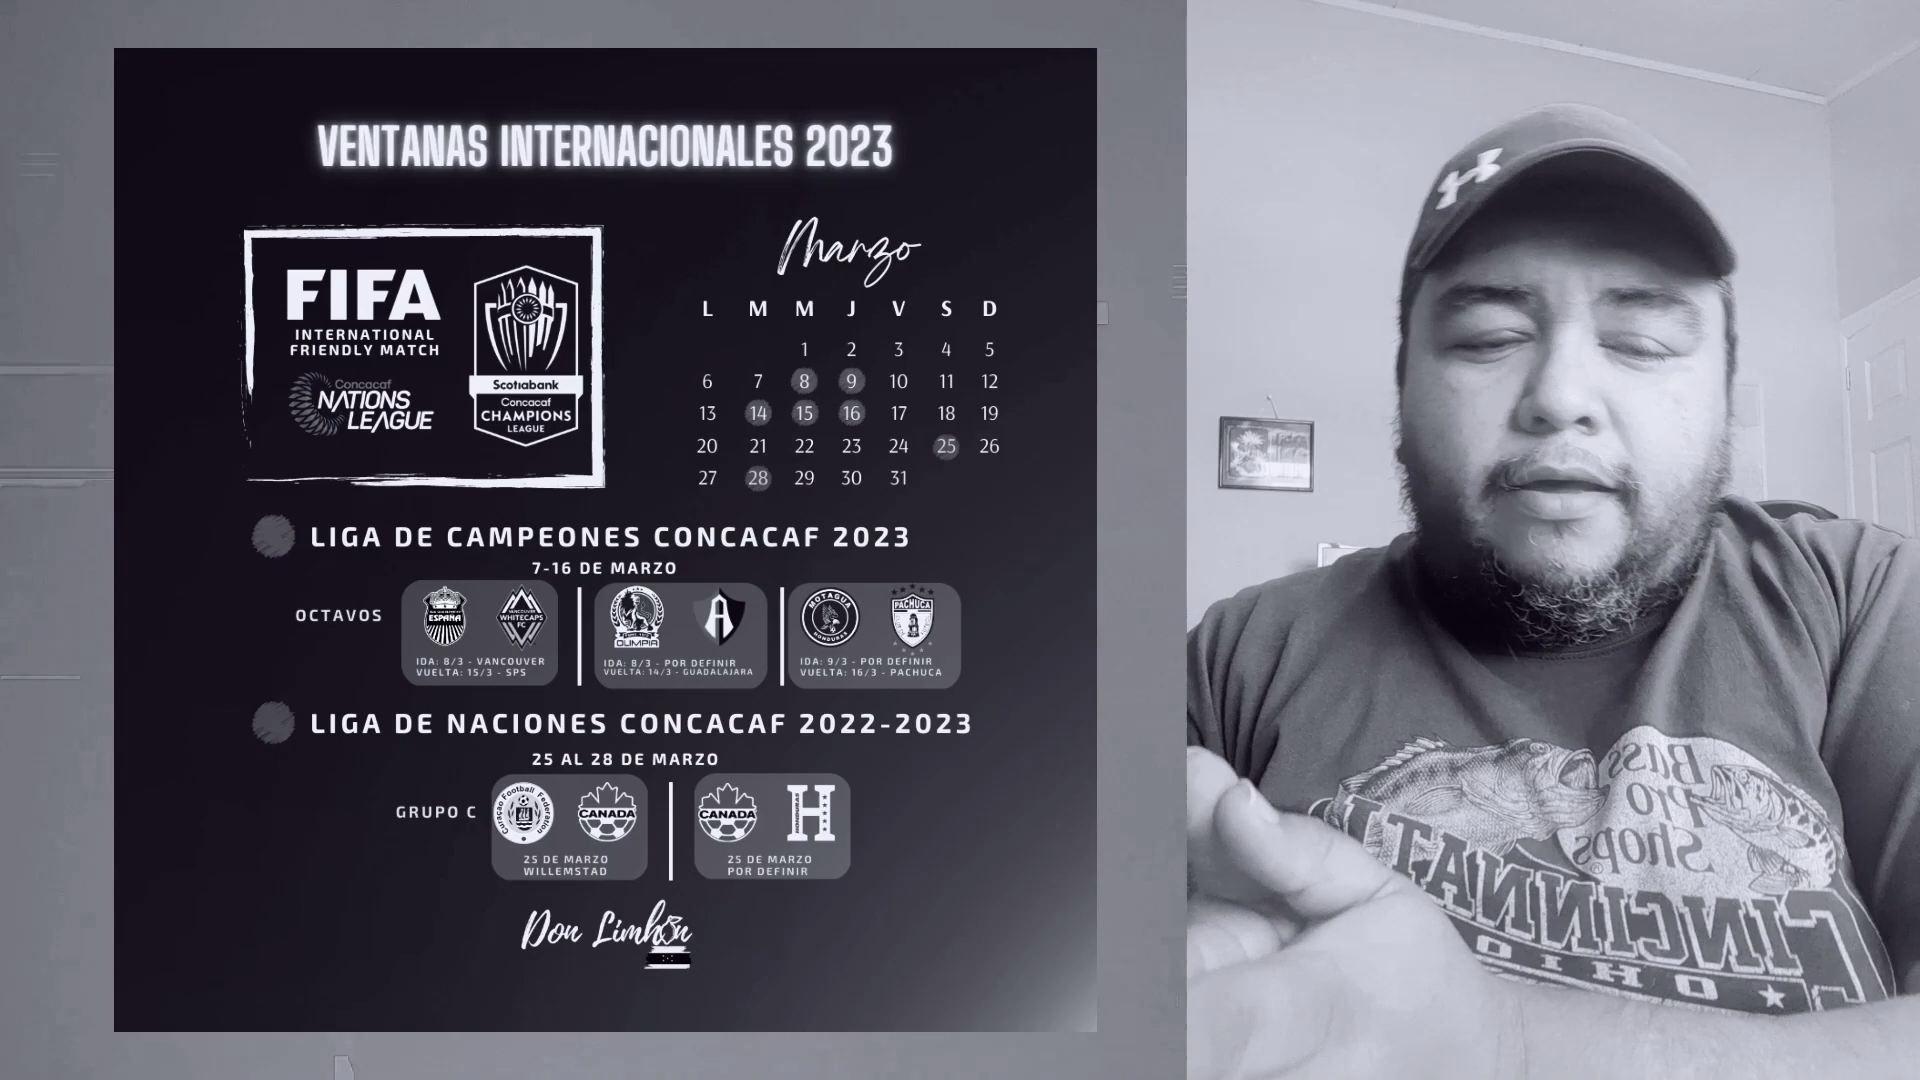 VENTANAS INTERNACIONALES 2023
FIFA
INTERNATIONAL
FRIENDLY MATCH
Concacaf
NATIONS
LEAGUE
Scotiabank
Concacaf
CHAMPIONS
LEAGUE
Marzo
L M M J V S D
1 2 3 4 5
6 7 8 9 10 11 12
13 14 15 16 17 18 19
20 21 22 23 24 25 26
27 28 29 30 31
LIGA DE CAMPEONES CONCACAF 2023
7-16 DE MARZO
OCTAVOS
ESPAÑA
VANCOUVER
WHITECAPS
FC
IDA: 8/3 - VANCOUVER
VUELTA: 15/3 - SPS
OLIMPIA
A
IDA: 8/3 - POR DEFINIR
VUELTA: 14/3 - GUADALAJARA
MOTAGUA
HONDURAS
PACHUCA
IDA: 9/3 - POR DEFINIR
VUELTA: 16/3 - PACHUCA
LIGA DE NACIONES CONCACAF 2022-2023
25 AL 28 DE MARZO
GRUPO C
Curaçao Football Federation
CANADA
25 DE MARZO
WILLEMSTAD
CANADA
H
HONDURAS
25 DE MARZO
POR DEFINIR
Don Limhon
Bass
Pro
Shops
CINCINNATI
OHIO